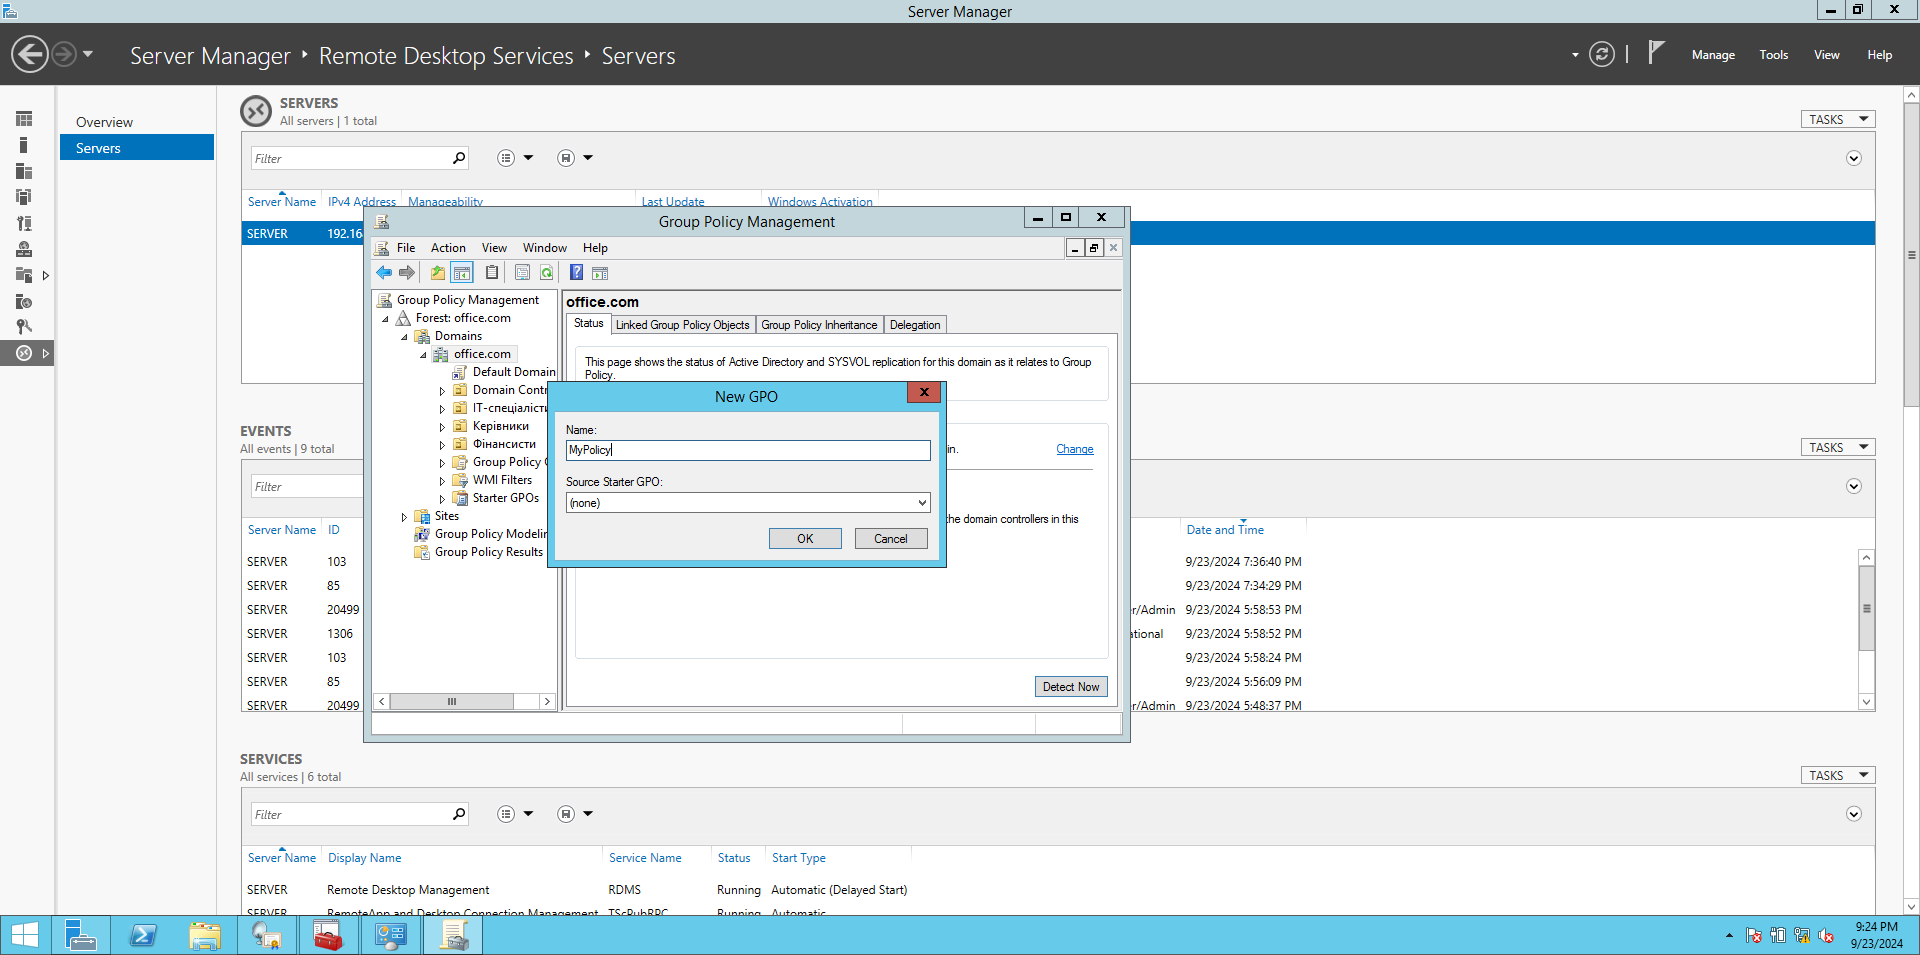 Server Manager
Server Manager ‣ Remote Desktop Services ‣ Servers
Manage Tools View Help
Overview
Servers
SERVERS
All servers | 1 total
TASKS
Filter
Server Name IPv4 Address Manageability Last Update Windows Activation
SERVER 192.16
Group Policy Management
File Action View Window Help
Group Policy Management
Forest: office.com
Domains
office.com
Default Domain
Domain Contr
ІТ-спеціалісти
Керівники
Фінансисти
Group Policy
WMI Filters
Starter GPOs
Sites
Group Policy Modelin
Group Policy Results
office.com
Status Linked Group Policy Objects Group Policy Inheritance Delegation
This page shows the status of Active Directory and SYSVOL replication for this domain as it relates to Group
Policy.
in. Change
the domain controllers in this
Detect Now
New GPO
Name:
MyPolicy
Source Starter GPO:
(none)
OK Cancel
EVENTS
All events | 9 total
TASKS
Filter
Server Name ID Date and Time
SERVER 103 9/23/2024 7:36:40 PM
SERVER 85 9/23/2024 7:34:29 PM
SERVER 20499 r/Admin 9/23/2024 5:58:53 PM
SERVER 1306 ational 9/23/2024 5:58:52 PM
SERVER 103 9/23/2024 5:58:24 PM
SERVER 85 9/23/2024 5:56:09 PM
SERVER 20499 r/Admin 9/23/2024 5:48:37 PM
SERVICES
All services | 6 total
TASKS
Filter
Server Name Display Name Service Name Status Start Type
SERVER Remote Desktop Management RDMS Running Automatic (Delayed Start)
SERVER RemoteApp and Desktop Connection Management TScPubRPC Running Automatic
9:24 PM
9/23/2024